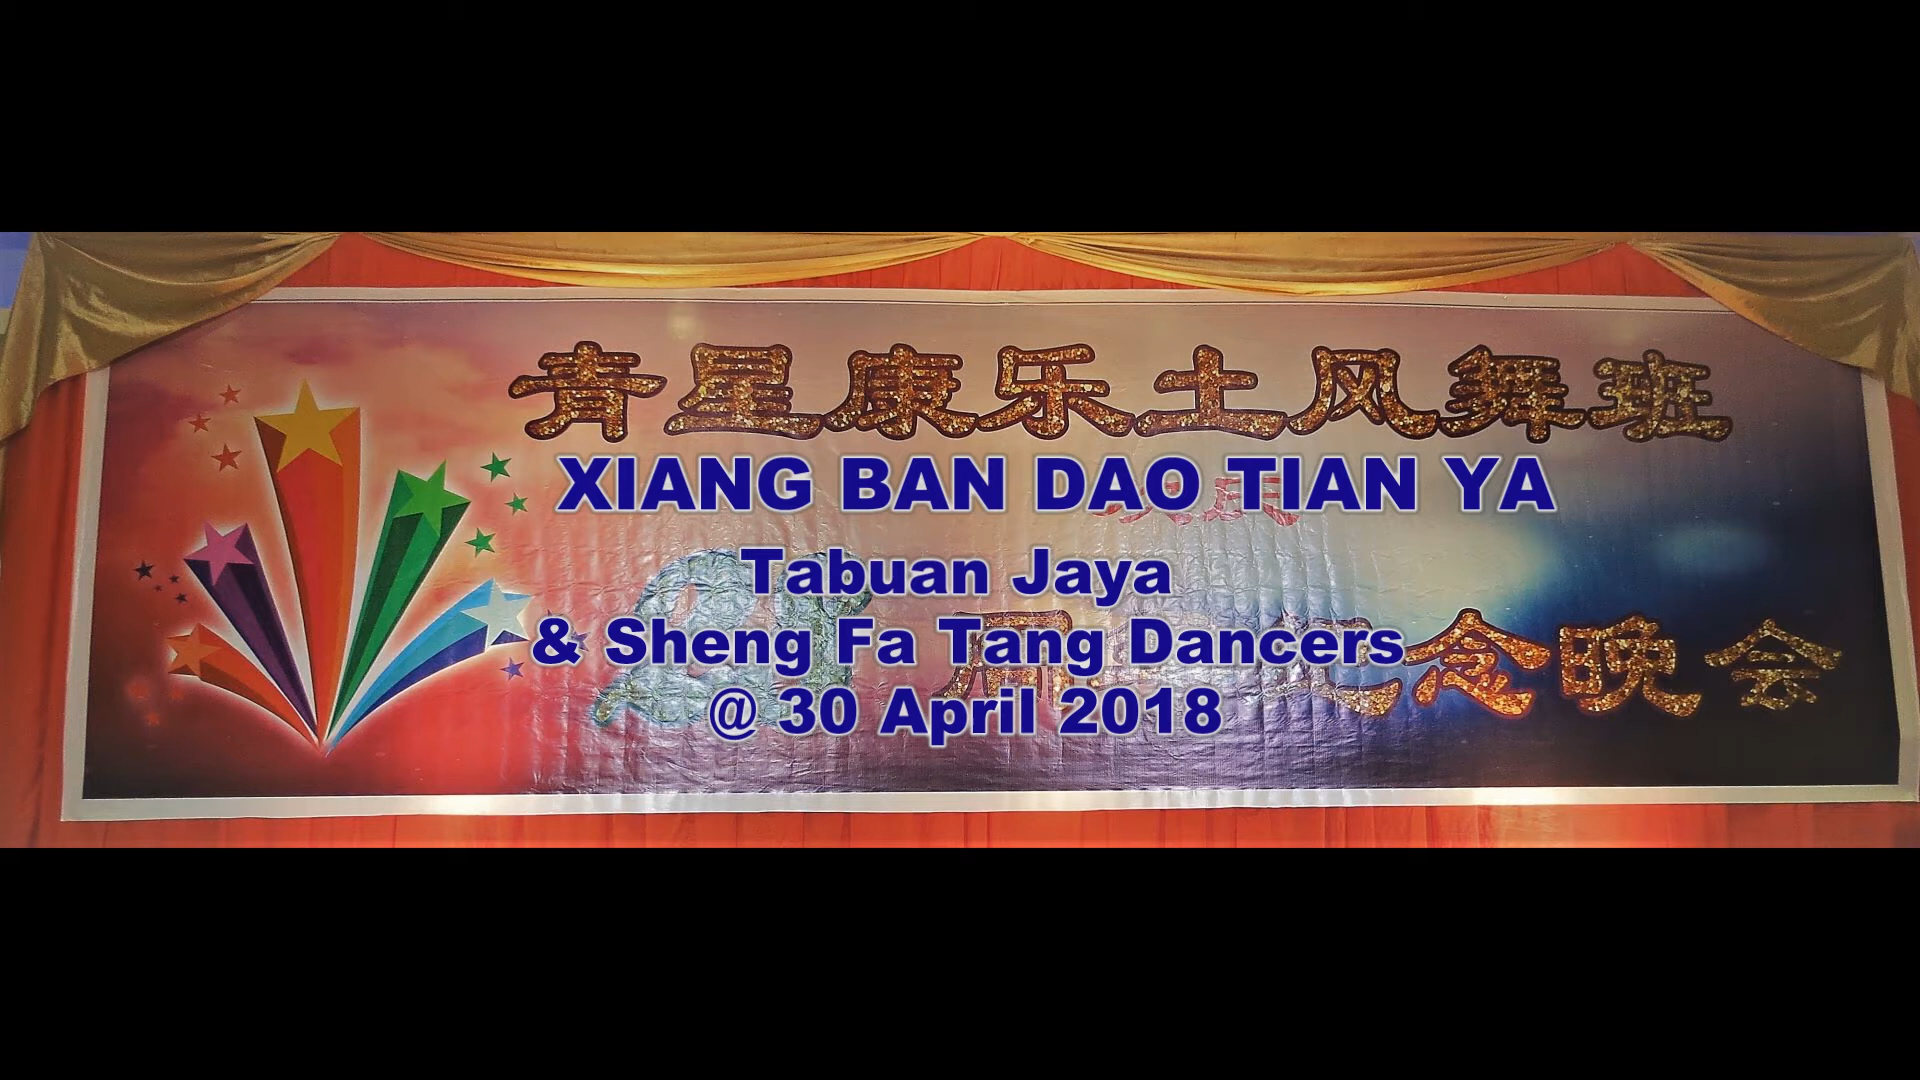 青星康乐土风舞班
XIANG BAN DAO TIAN YA
Tabuan Jaya
& Sheng Fa Tang Dancers
念晚会
@ 30 April 2018